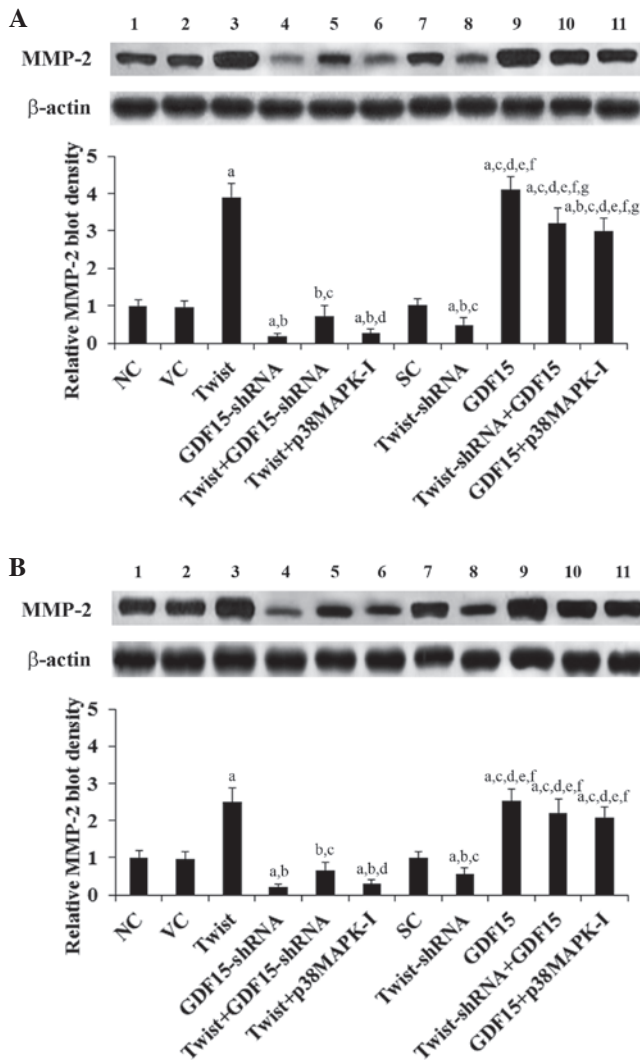 A
1 2 3 4 5 6 7 8 9 10 11
MMP-2
β-actin
Relative MMP-2 blot density
5
4
3
2
1
0
a
a,b
b,c
a,b,d
a,b,c
a,c,d,e,f
a,c,d,e,f,g
a,b,c,d,e,f,g
NC
VC
Twist
GDF15-shRNA
Twist+GDF15-shRNA
Twist+p38MAPK-I
SC
Twist-shRNA
GDF15
Twist-shRNA+GDF15
GDF15+p38MAPK-I
B
1 2 3 4 5 6 7 8 9 10 11
MMP-2
β-actin
Relative MMP-2 blot density
5
4
3
2
1
0
a
a,b
b,c
a,b,d
a,b,c
a,c,d,e,f
a,c,d,e,f
a,c,d,e,f
NC
VC
Twist
GDF15-shRNA
Twist+GDF15-shRNA
Twist+p38MAPK-I
SC
Twist-shRNA
GDF15
Twist-shRNA+GDF15
GDF15+p38MAPK-I